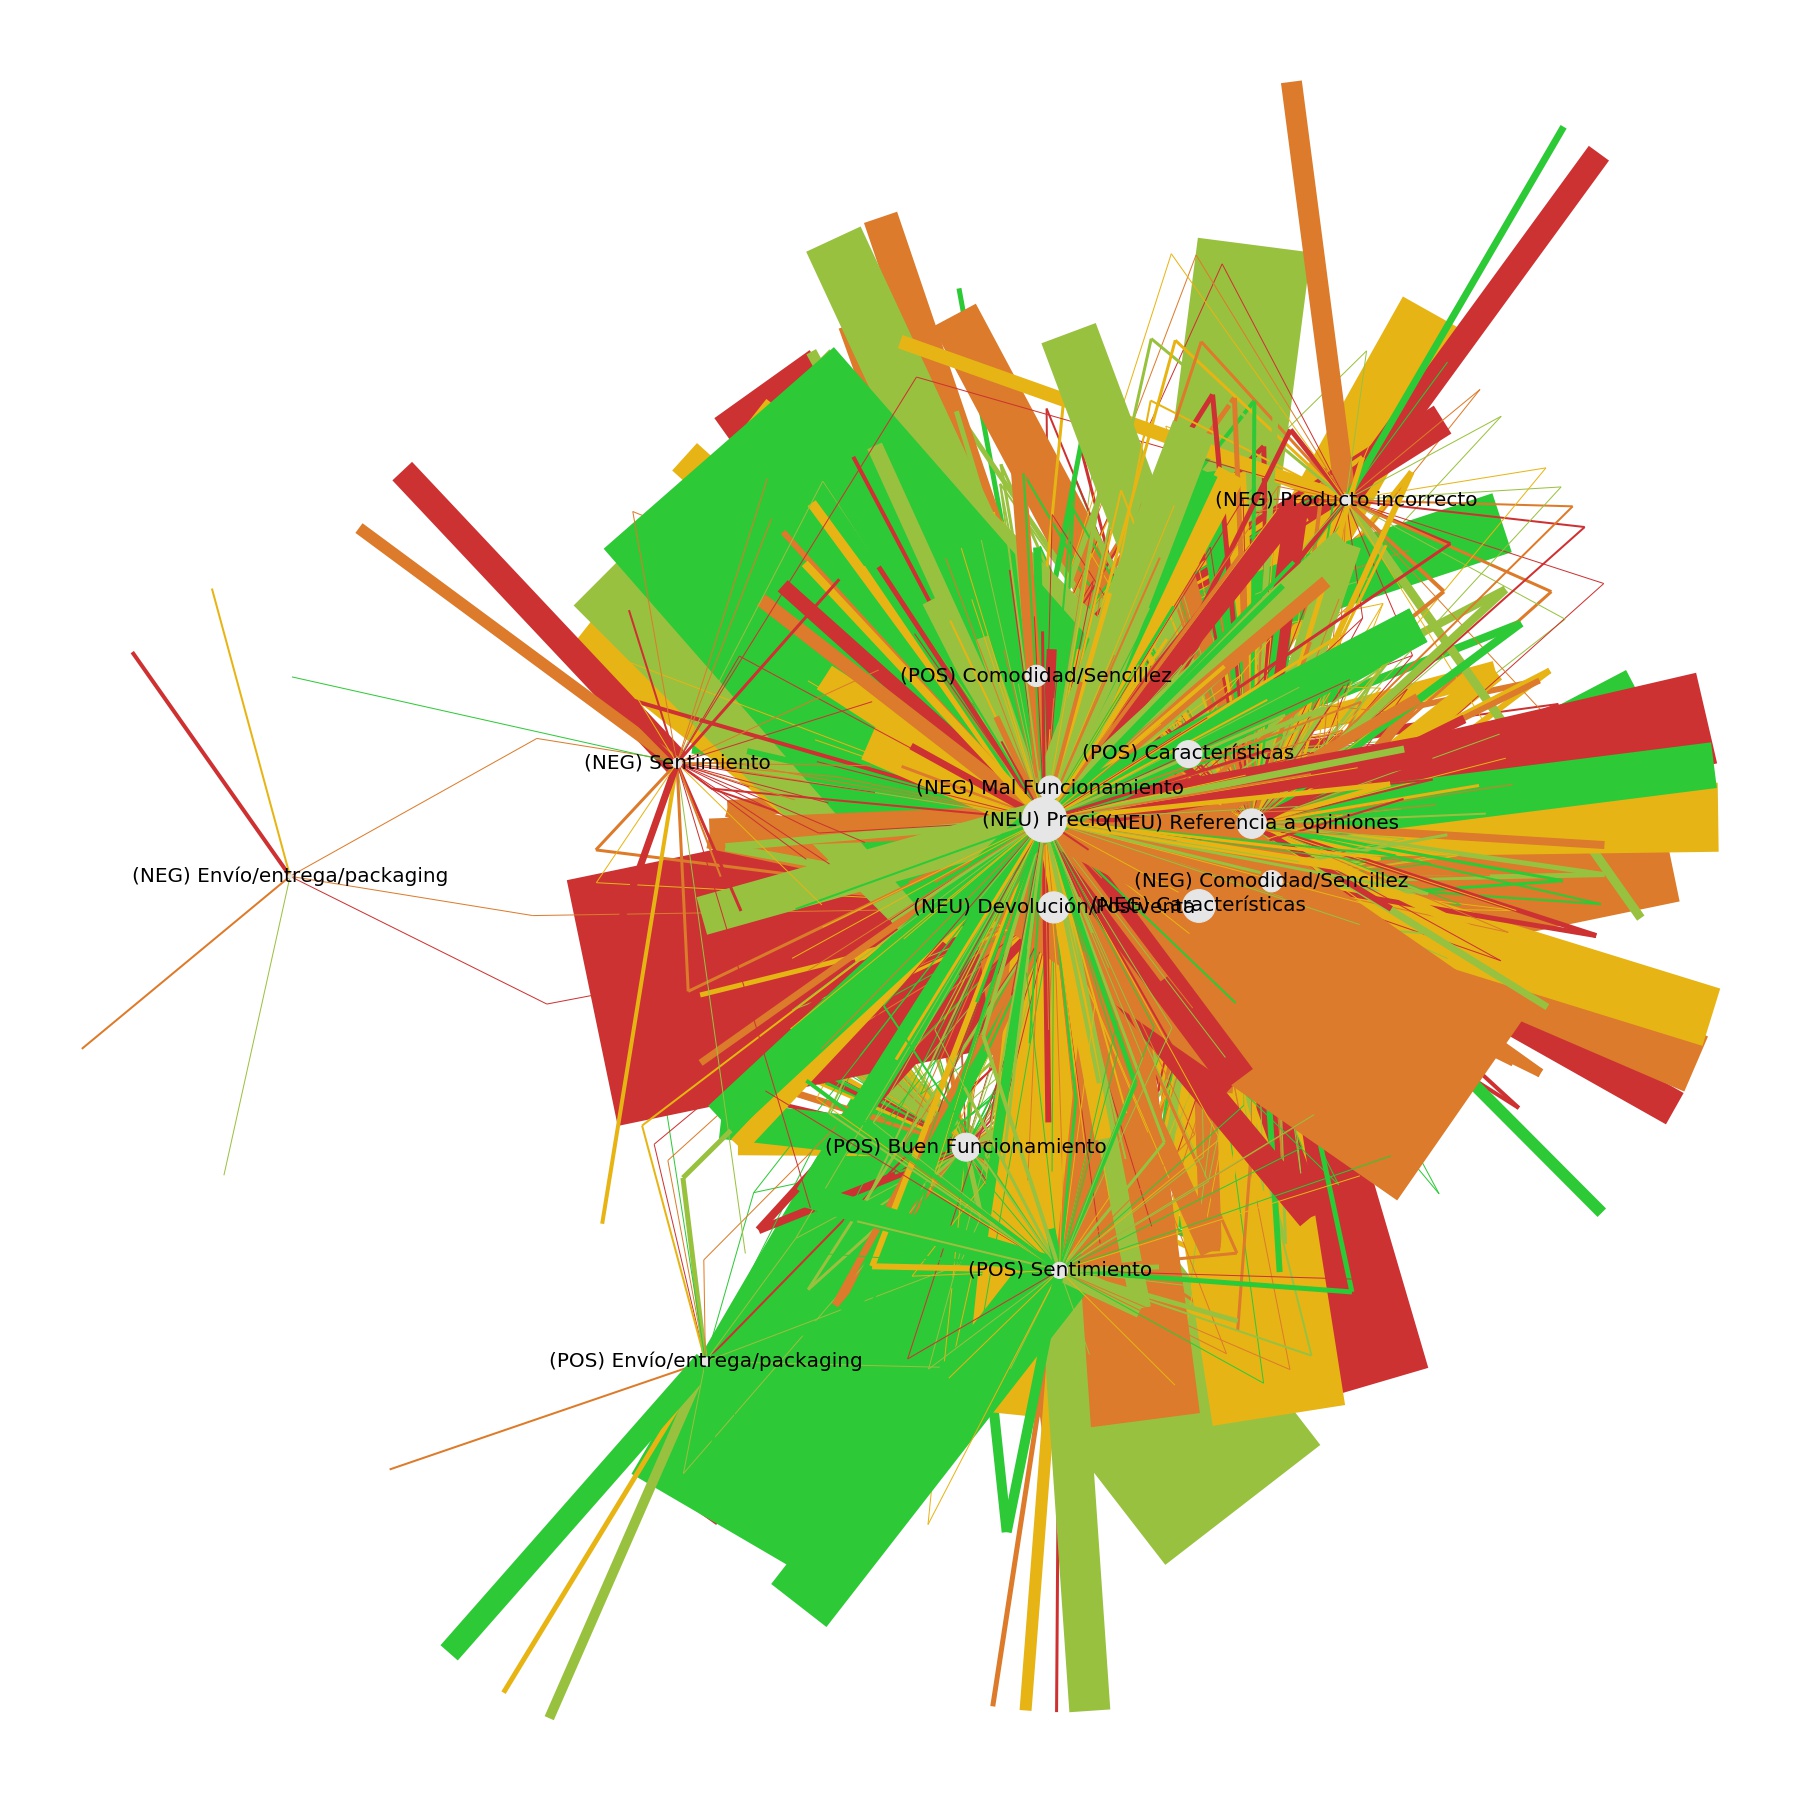 (NEG) Producto incorrecto
(POS) Comodidad/Sencillez
(POS) Características
(NEG) Sentimiento
(NEG) Mal Funcionamiento
(NEU) Precio
(NEU) Referencia a opiniones
(NEG) Envío/entrega/packaging
(NEG) Comodidad/Sencillez
(NEU) Devolución/Postventa
(NEG) Características
(POS) Buen Funcionamiento
(POS) Sentimiento
(POS) Envío/entrega/packaging